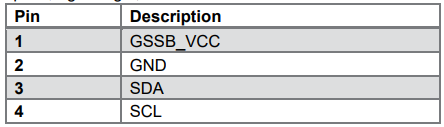 Pin Description
1 GSSB_VCC
2 GND
3 SDA
4 SCL